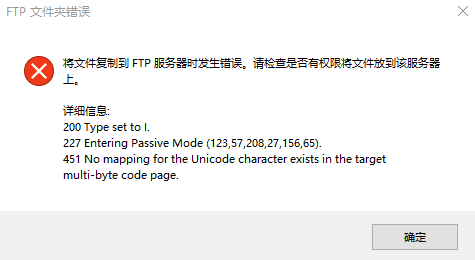 FTP 文件夹错误
将文件复制到 FTP 服务器时发生错误。请检查是否有权限将文件放到该服务器
上。
详细信息:
200 Type set to I.
227 Entering Passive Mode (123,57,208,27,156,65).
451 No mapping for the Unicode character exists in the target
multi-byte code page.
确定